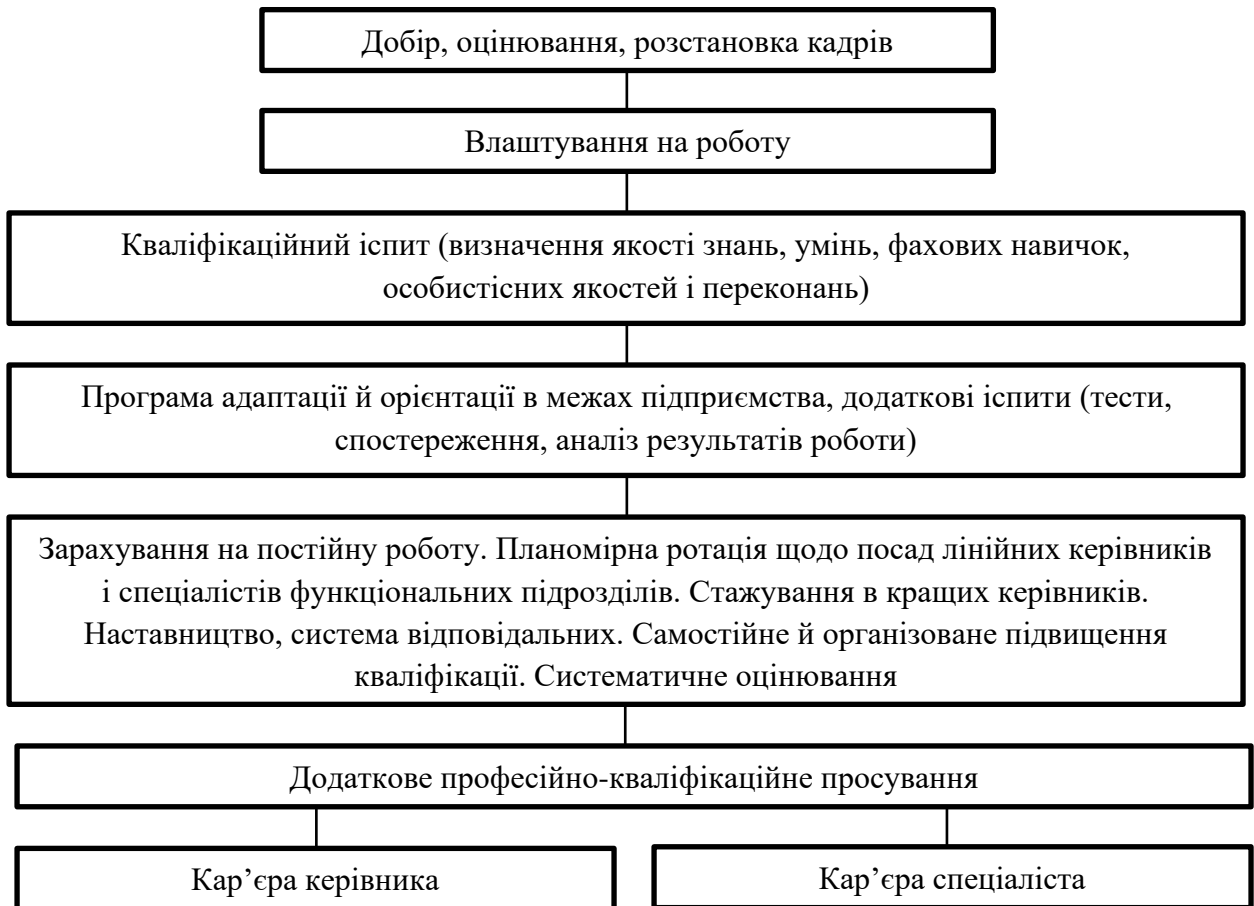 Добір, оцінювання, розстановка кадрів
Влаштування на роботу
Кваліфікаційний іспит (визначення якості знань, умінь, фахових навичок,
особистісних якостей і переконань)
Програма адаптації й орієнтації в межах підприємства, додаткові іспити (тести,
спостереження, аналіз результатів роботи)
Зарахування на постійну роботу. Планомірна ротація щодо посад лінійних керівників
і спеціалістів функціональних підрозділів. Стажування в кращих керівників.
Наставництво, система відповідальних. Самостійне й організоване підвищення
кваліфікації. Систематичне оцінювання
Додаткове професійно-кваліфікаційне просування
Кар’єра керівника
Кар’єра спеціаліста